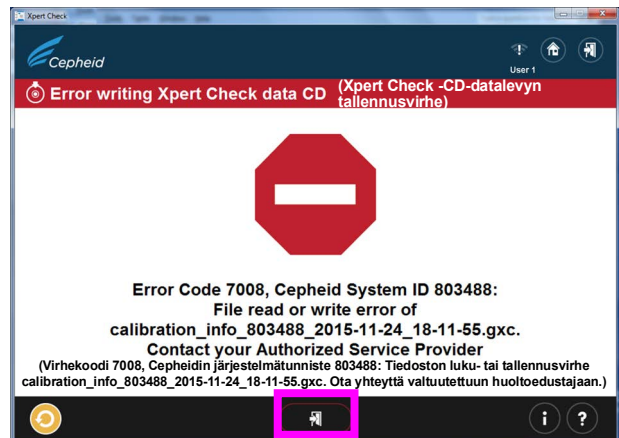 Xpert Check
Cepheid
User 1
Error writing Xpert Check data CD (Xpert Check -CD-datalevyn
tallennusvirhe)
Error Code 7008, Cepheid System ID 803488:
File read or write error of
calibration_info_803488_2015-11-24_18-11-55.gxc.
Contact your Authorized Service Provider
(Virhekoodi 7008, Cepheidin järjestelmätunniste 803488: Tiedoston luku- tai tallennusvirhe
calibration_info_803488_2015-11-24_18-11-55.gxc. Ota yhteyttä valtuutettuun huoltoedustajaan.)
i ?